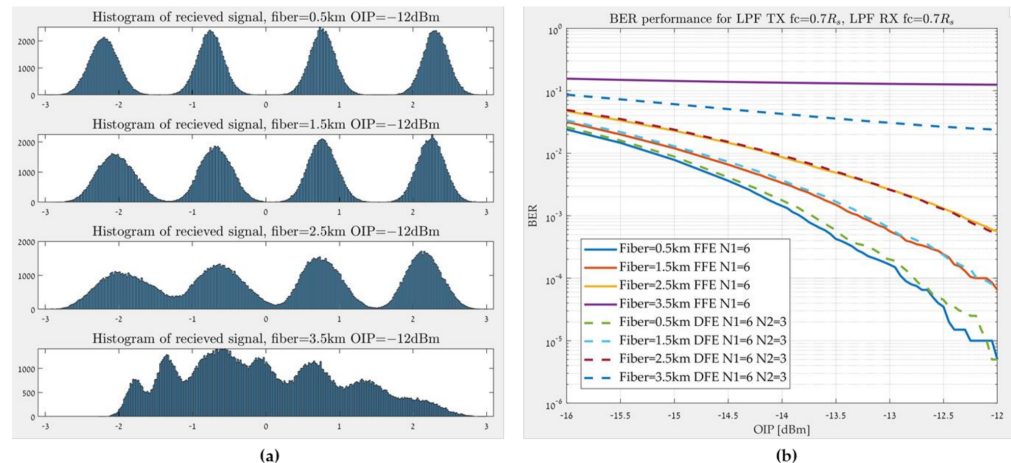 Histogram of recieved signal, fiber=0.5km OIP=−12dBm
2000
1000
0
-3 -2 -1 0 1 2 3
Histogram of recieved signal, fiber=1.5km OIP=−12dBm
2000
1000
0
-3 -2 -1 0 1 2 3
Histogram of recieved signal, fiber=2.5km OIP=−12dBm
2000
1000
0
-3 -2 -1 0 1 2 3
Histogram of recieved signal, fiber=3.5km OIP=−12dBm
1000
500
0
-3 -2 -1 0 1 2 3
(a)
BER performance for LPF TX fc=0.7Rs, LPF RX fc=0.7Rs
10^0
10^-1
10^-2
10^-3
10^-4
10^-5
10^-6
BER
Fiber=0.5km FFE N1=6
Fiber=1.5km FFE N1=6
Fiber=2.5km FFE N1=6
Fiber=3.5km FFE N1=6
Fiber=0.5km DFE N1=6 N2=3
Fiber=1.5km DFE N1=6 N2=3
Fiber=2.5km DFE N1=6 N2=3
Fiber=3.5km DFE N1=6 N2=3
-16 -15.5 -15 -14.5 -14 -13.5 -13 -12.5 -12
OIP [dBm]
(b)